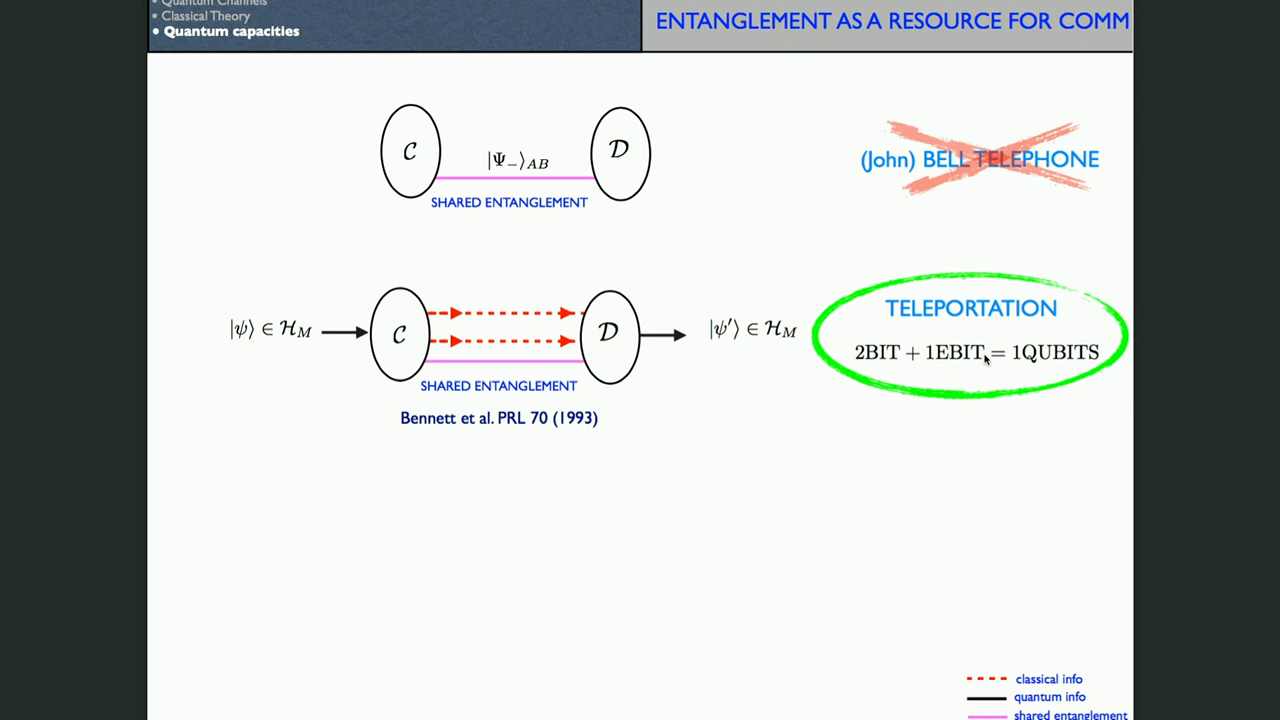 • Quantum Channels
• Classical Theory
• Quantum capacities
ENTANGLEMENT AS A RESOURCE FOR COMM
C
|Ψ₋⟩_AB
D
SHARED ENTANGLEMENT
(John) BELL TELEPHONE
|ψ⟩ ∈ ℋ_M
C
D
|ψ′⟩ ∈ ℋ_M
SHARED ENTANGLEMENT
Bennett et al. PRL 70 (1993)
TELEPORTATION
2BIT + 1EBIT = 1QUBITS
classical info
quantum info
shared entanglement